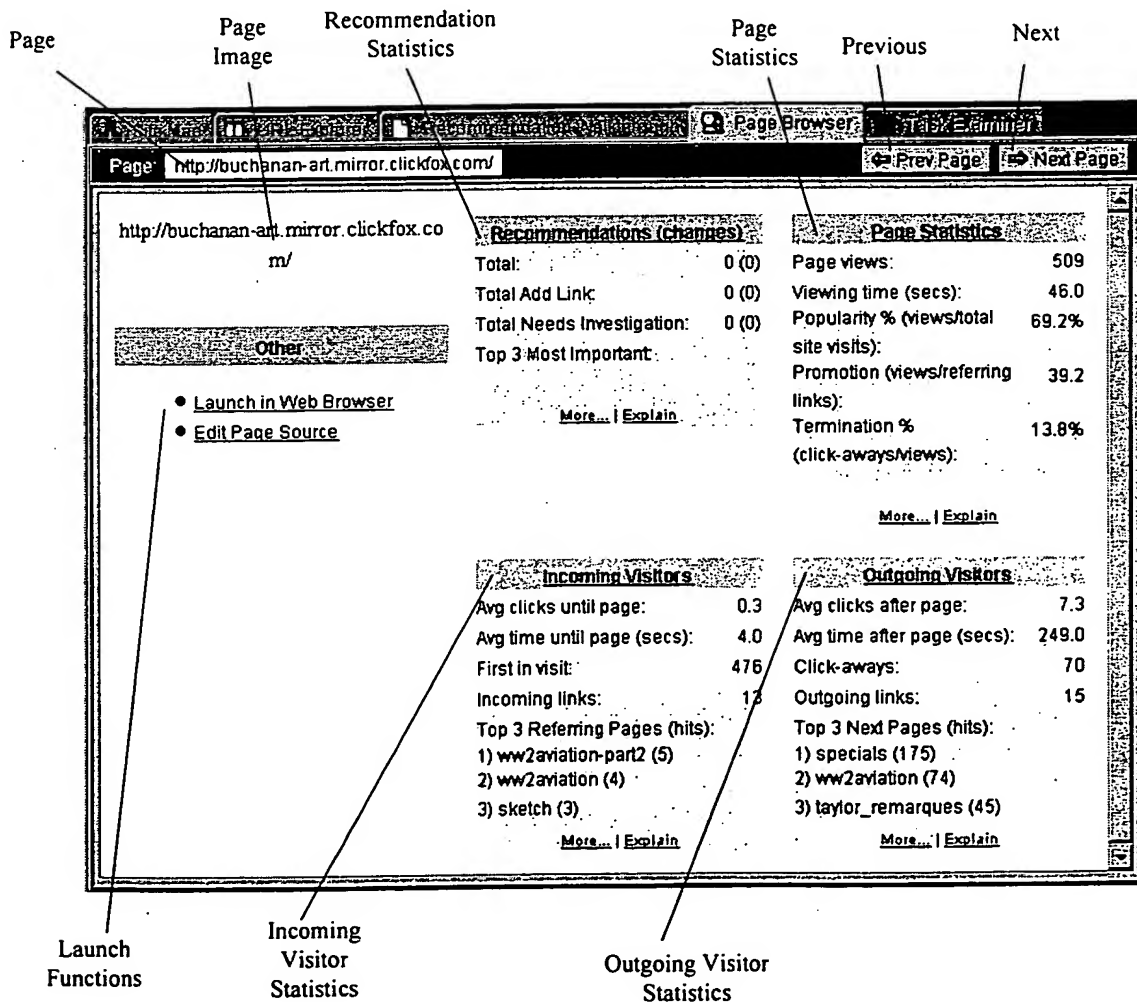 Page
Page
Image
Recommendation
Statistics
Page
Statistics
Previous
Next
Site Map
Page Browser
Task Examiner
Page: http://buchanan-art.mirror.clickfox.com/
Prev Page
Next Page
http://buchanan-art.mirror.clickfox.co
m/
Other
• Launch in Web Browser
• Edit Page Source
Recommendations (changes)
Total: 0 (0)
Total Add Link: 0 (0)
Total Needs Investigation: 0 (0)
Top 3 Most Important:
More... | Explain
Page Statistics
Page views: 509
Viewing time (secs): 46.0
Popularity % (views/total 69.2%
site visits):
Promotion (views/referring 39.2
links):
Termination % 13.8%
(click-aways/views):
More... | Explain
Incoming Visitors
Avg clicks until page: 0.3
Avg time until page (secs): 4.0
First in visit: 476
Incoming links: 13
Top 3 Referring Pages (hits):
1) ww2aviation-part2 (5)
2) ww2aviation (4)
3) sketch (3)
More... | Explain
Outgoing Visitors
Avg clicks after page: 7.3
Avg time after page (secs): 249.0
Click-aways: 70
Outgoing links: 15
Top 3 Next Pages (hits):
1) specials (175)
2) ww2aviation (74)
3) taylor_remarques (45)
More... | Explain
Launch
Functions
Incoming
Visitor
Statistics
Outgoing Visitor
Statistics